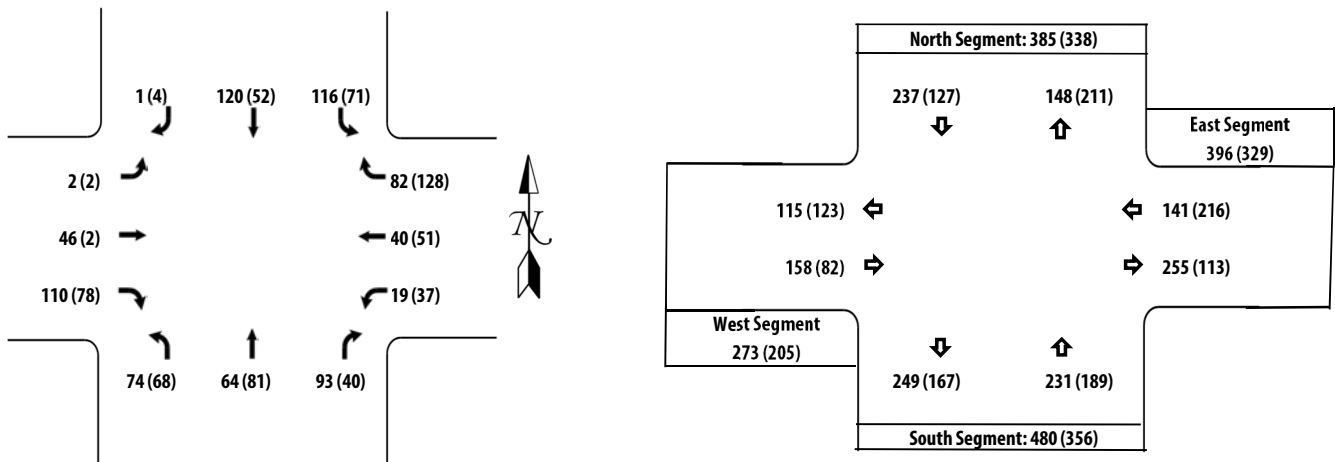 1 (4) 120 (52) 116 (71)
2 (2)
82 (128)
46 (2)
40 (51)
110 (78)
19 (37)
74 (68) 64 (81) 93 (40)
N
North Segment: 385 (338)
237 (127) 148 (211)
East Segment
396 (329)
115 (123)
141 (216)
158 (82)
255 (113)
West Segment
273 (205)
249 (167) 231 (189)
South Segment: 480 (356)